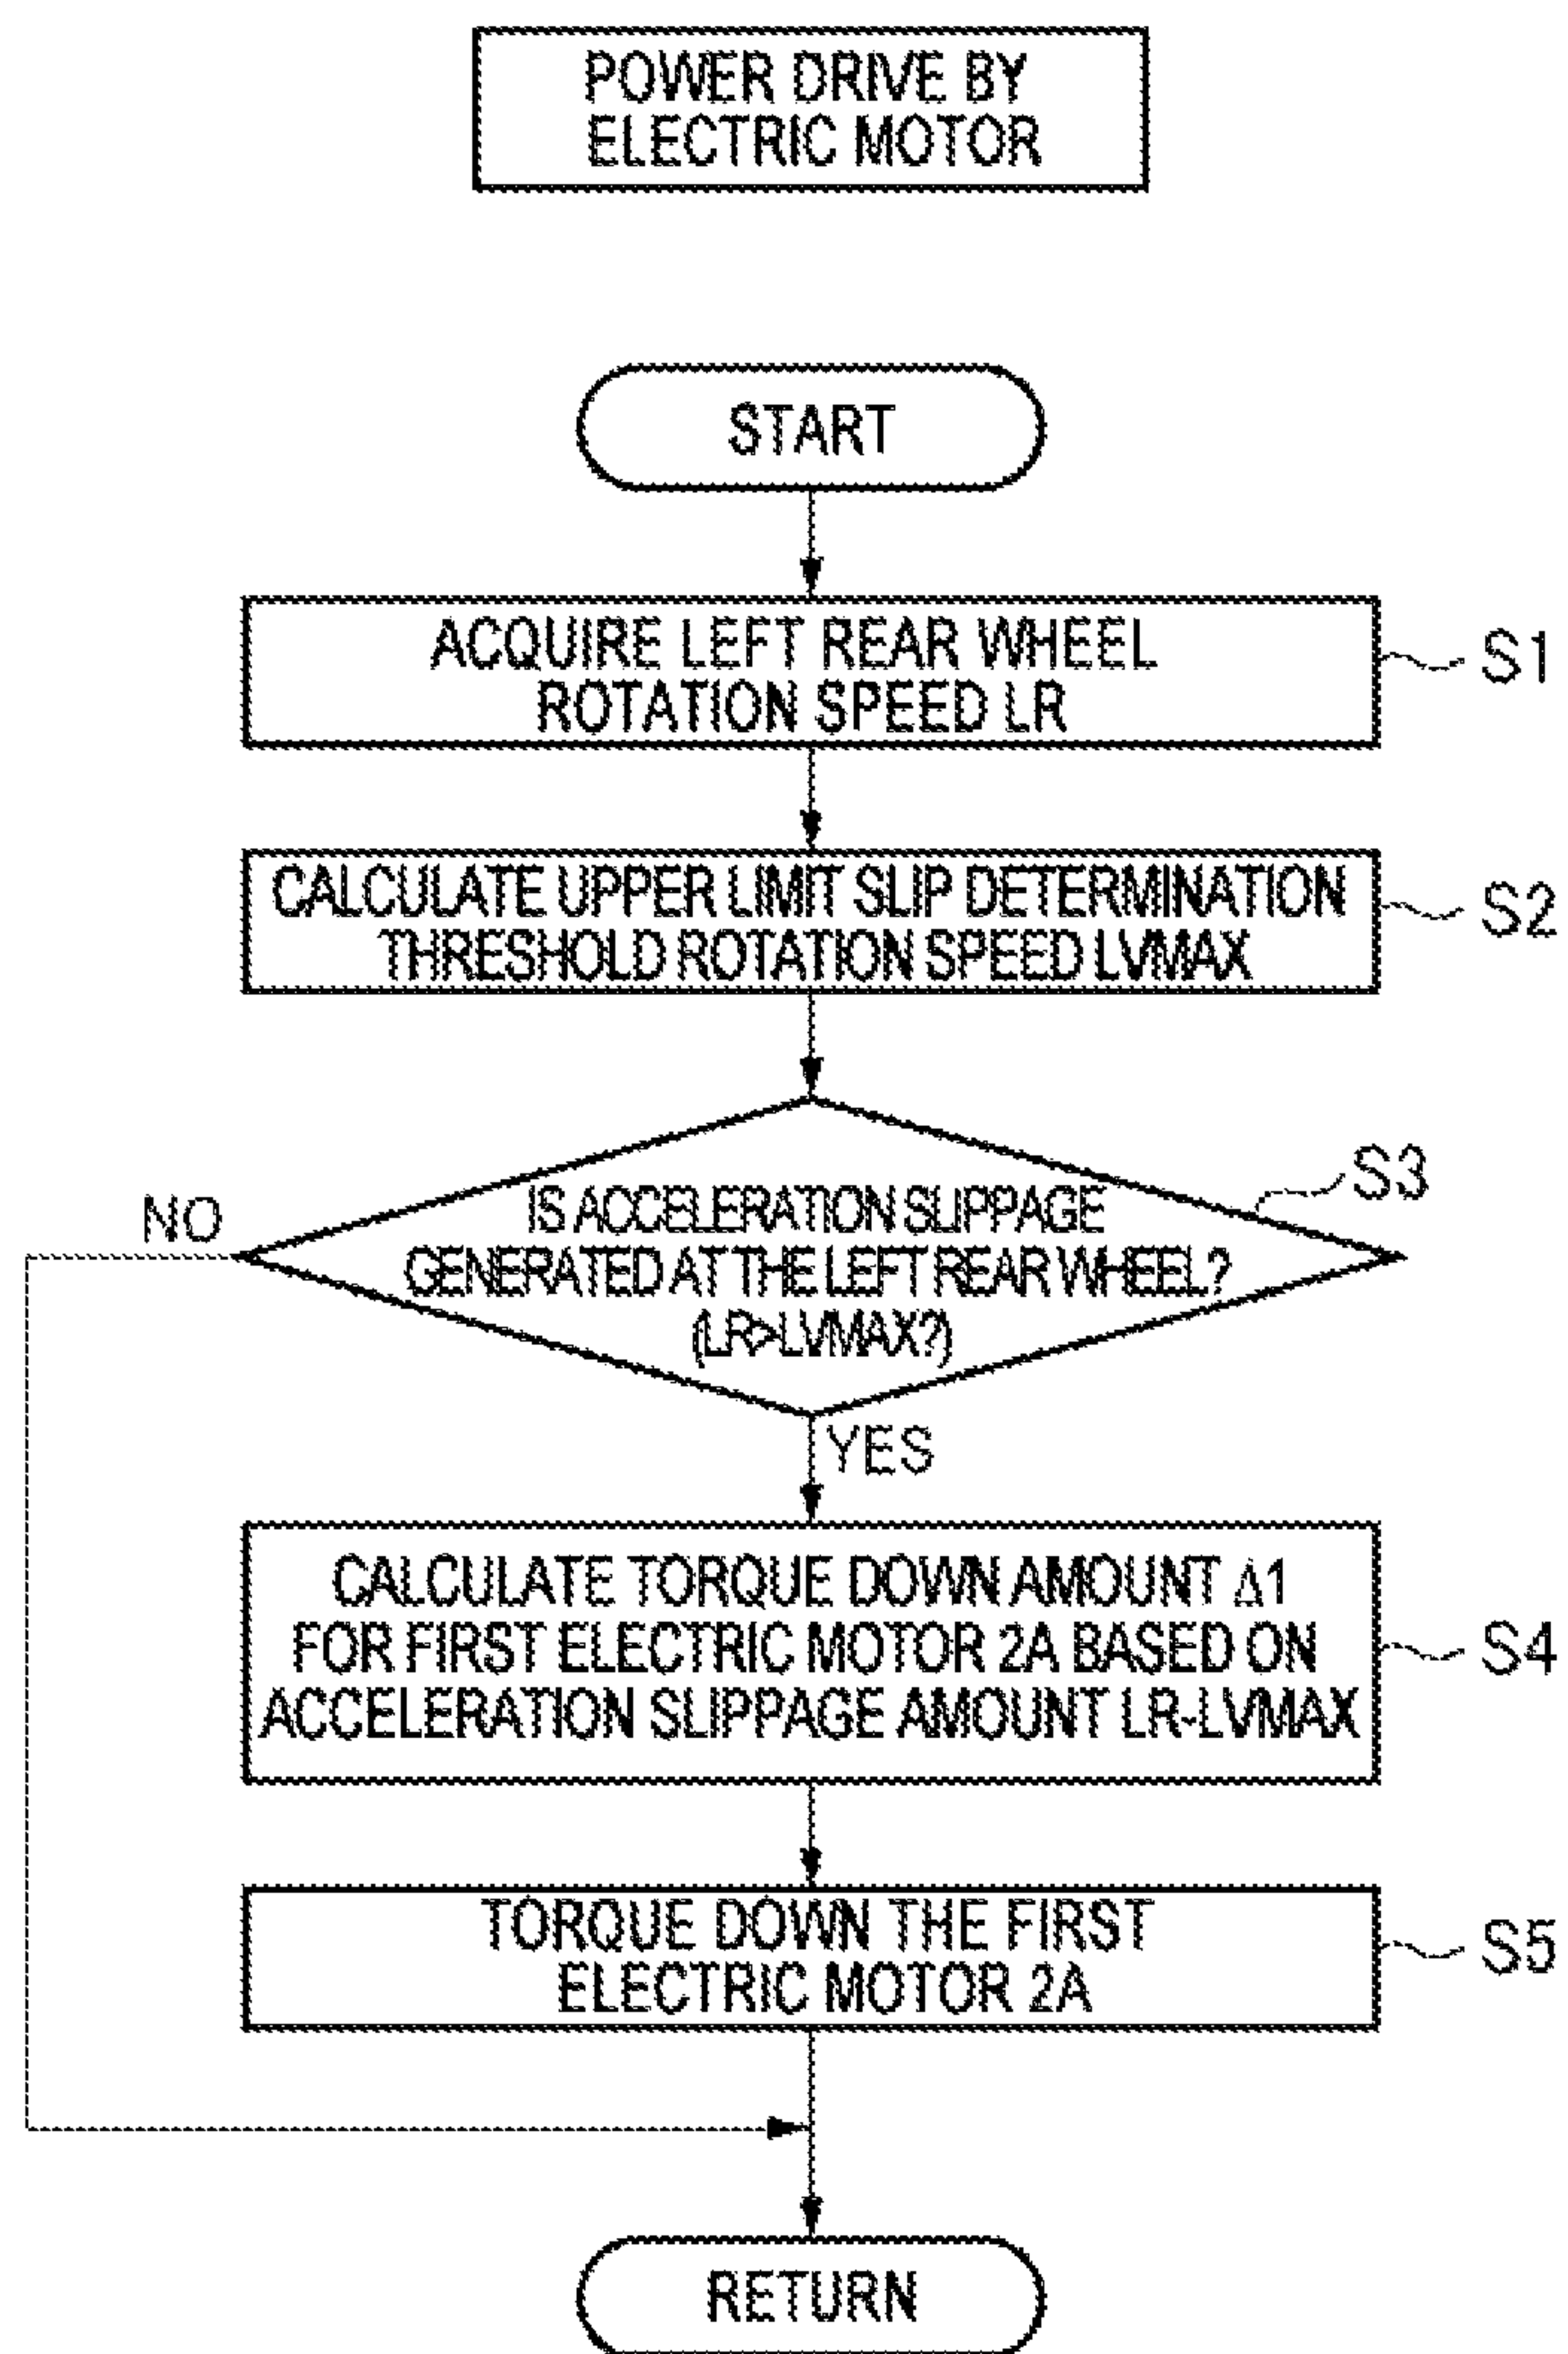 POWER DRIVE BY
ELECTRIC MOTOR
START
ACQUIRE LEFT REAR WHEEL
ROTATION SPEED LR
S1
CALCULATE UPPER LIMIT SLIP DETERMINATION
THRESHOLD ROTATION SPEED LVMAX
S2
S3
NO
IS ACCELERATION SLIPPAGE
GENERATED AT THE LEFT REAR WHEEL?
(LR>LVMAX?)
YES
CALCULATE TORQUE DOWN AMOUNT Δ1
FOR FIRST ELECTRIC MOTOR 2A BASED ON
ACCELERATION SLIPPAGE AMOUNT LR-LVMAX
S4
TORQUE DOWN THE FIRST
ELECTRIC MOTOR 2A
S5
RETURN